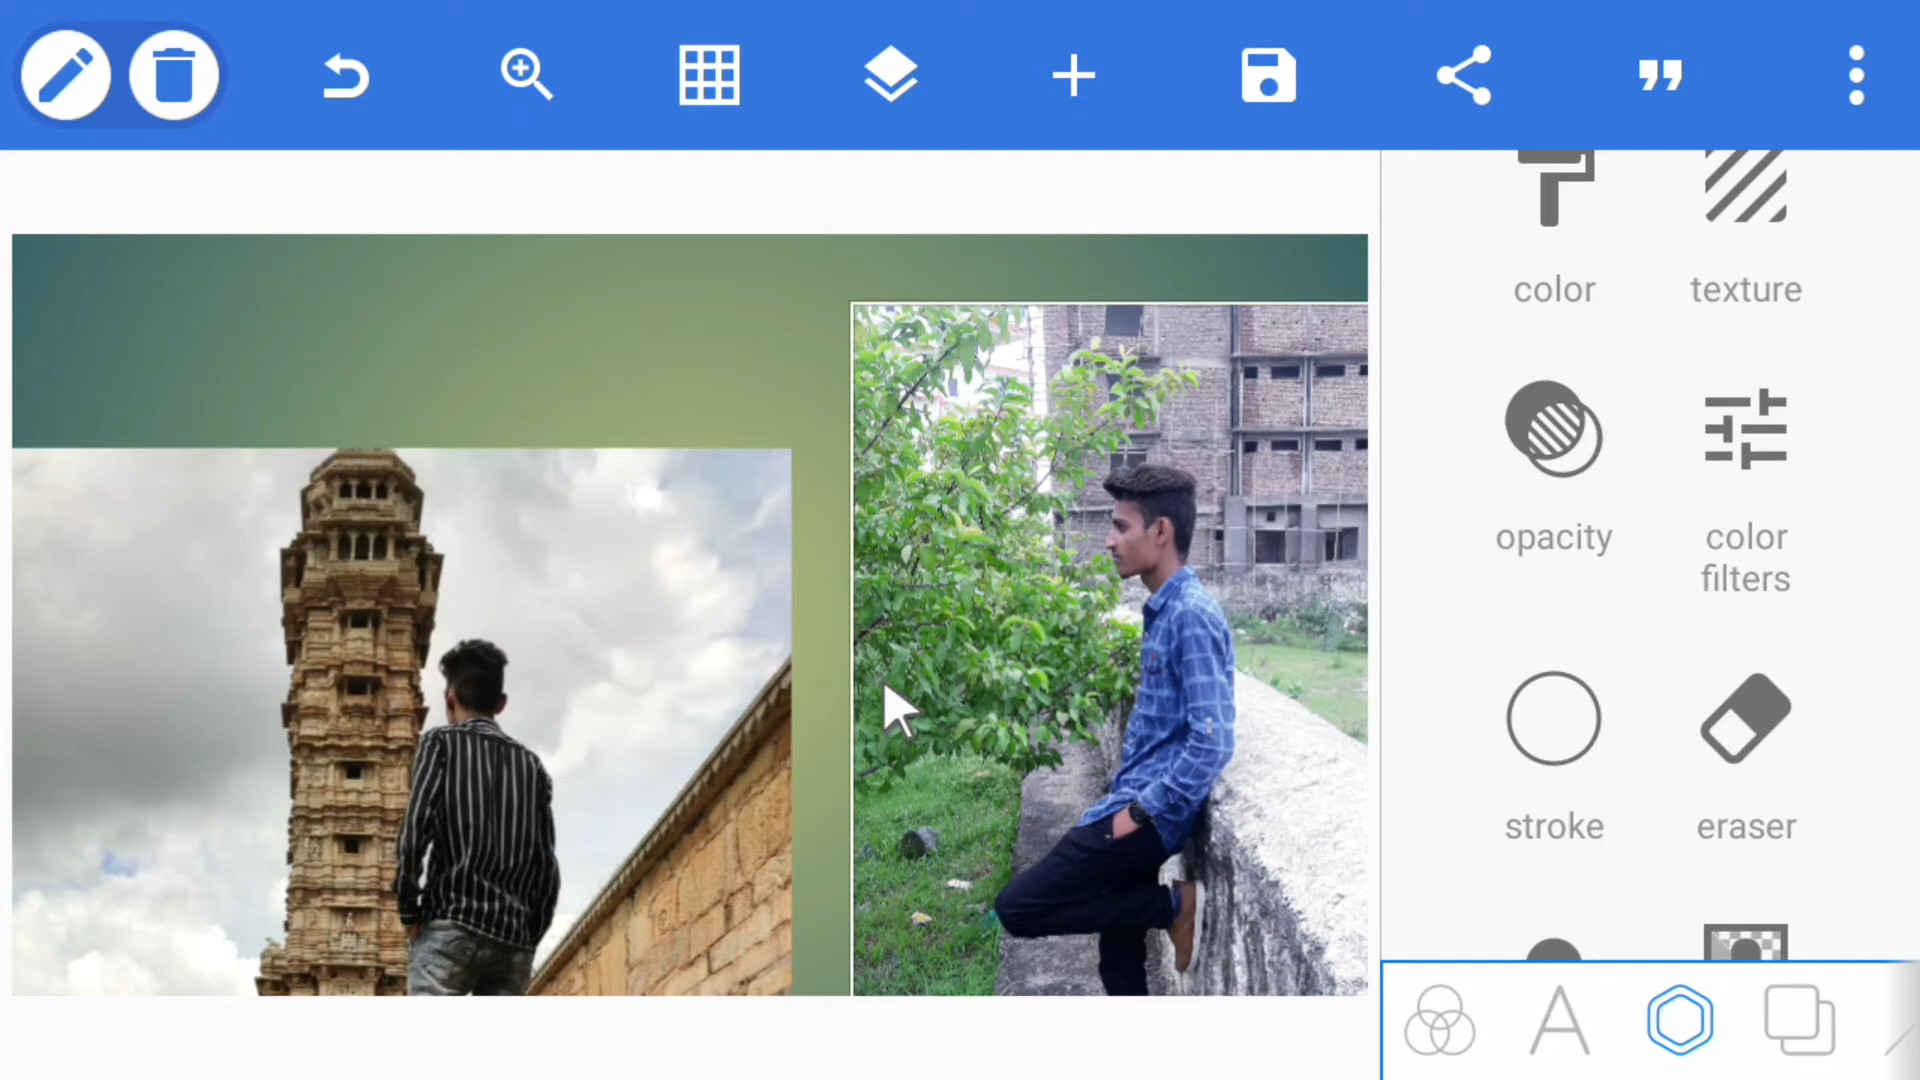 color
texture
opacity
color
filters
stroke
eraser